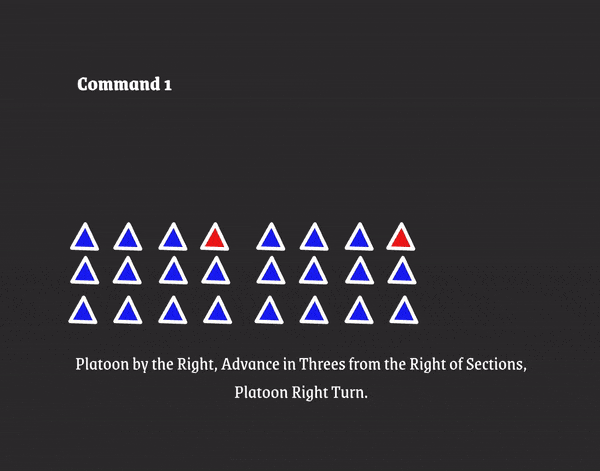 Command 1
Platoon by the Right, Advance in Threes from the Right of Sections,
Platoon Right Turn.